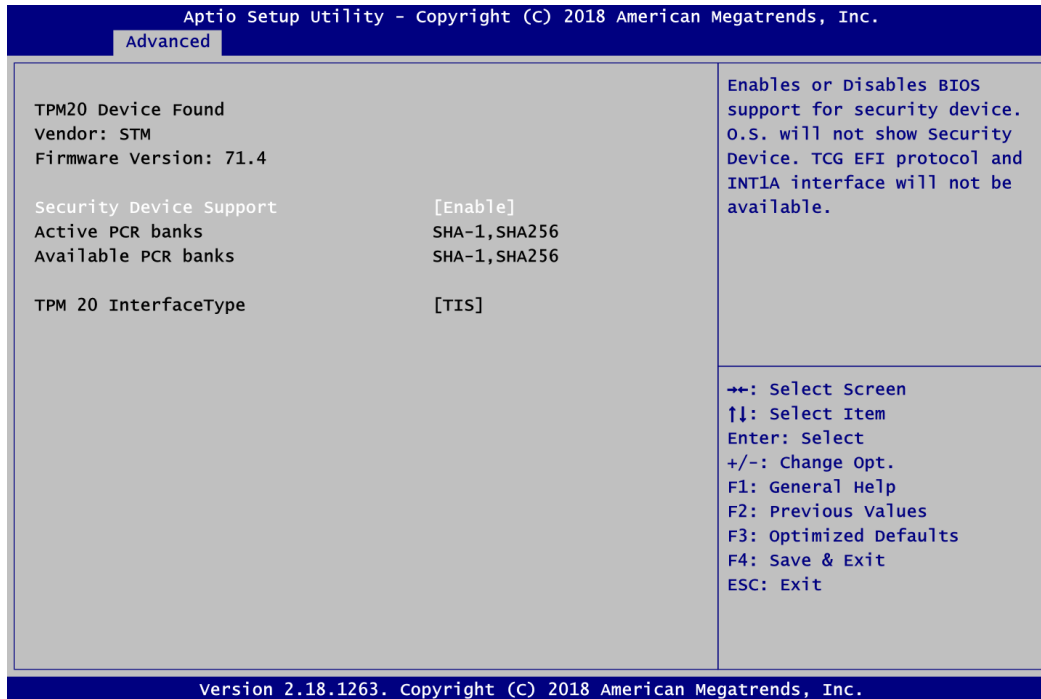 Aptio Setup Utility - Copyright (C) 2018 American Megatrends, Inc.
Advanced
TPM20 Device Found
Vendor: STM
Firmware Version: 71.4
Security Device Support [Enable]
Active PCR banks SHA-1,SHA256
Available PCR banks SHA-1,SHA256
TPM 20 InterfaceType [TIS]
Enables or Disables BIOS
support for security device.
O.S. will not show Security
Device. TCG EFI protocol and
INT1A interface will not be
available.
→←: Select Screen
↑↓: Select Item
Enter: Select
+/-: Change Opt.
F1: General Help
F2: Previous Values
F3: Optimized Defaults
F4: Save & Exit
ESC: Exit
Version 2.18.1263. Copyright (C) 2018 American Megatrends, Inc.